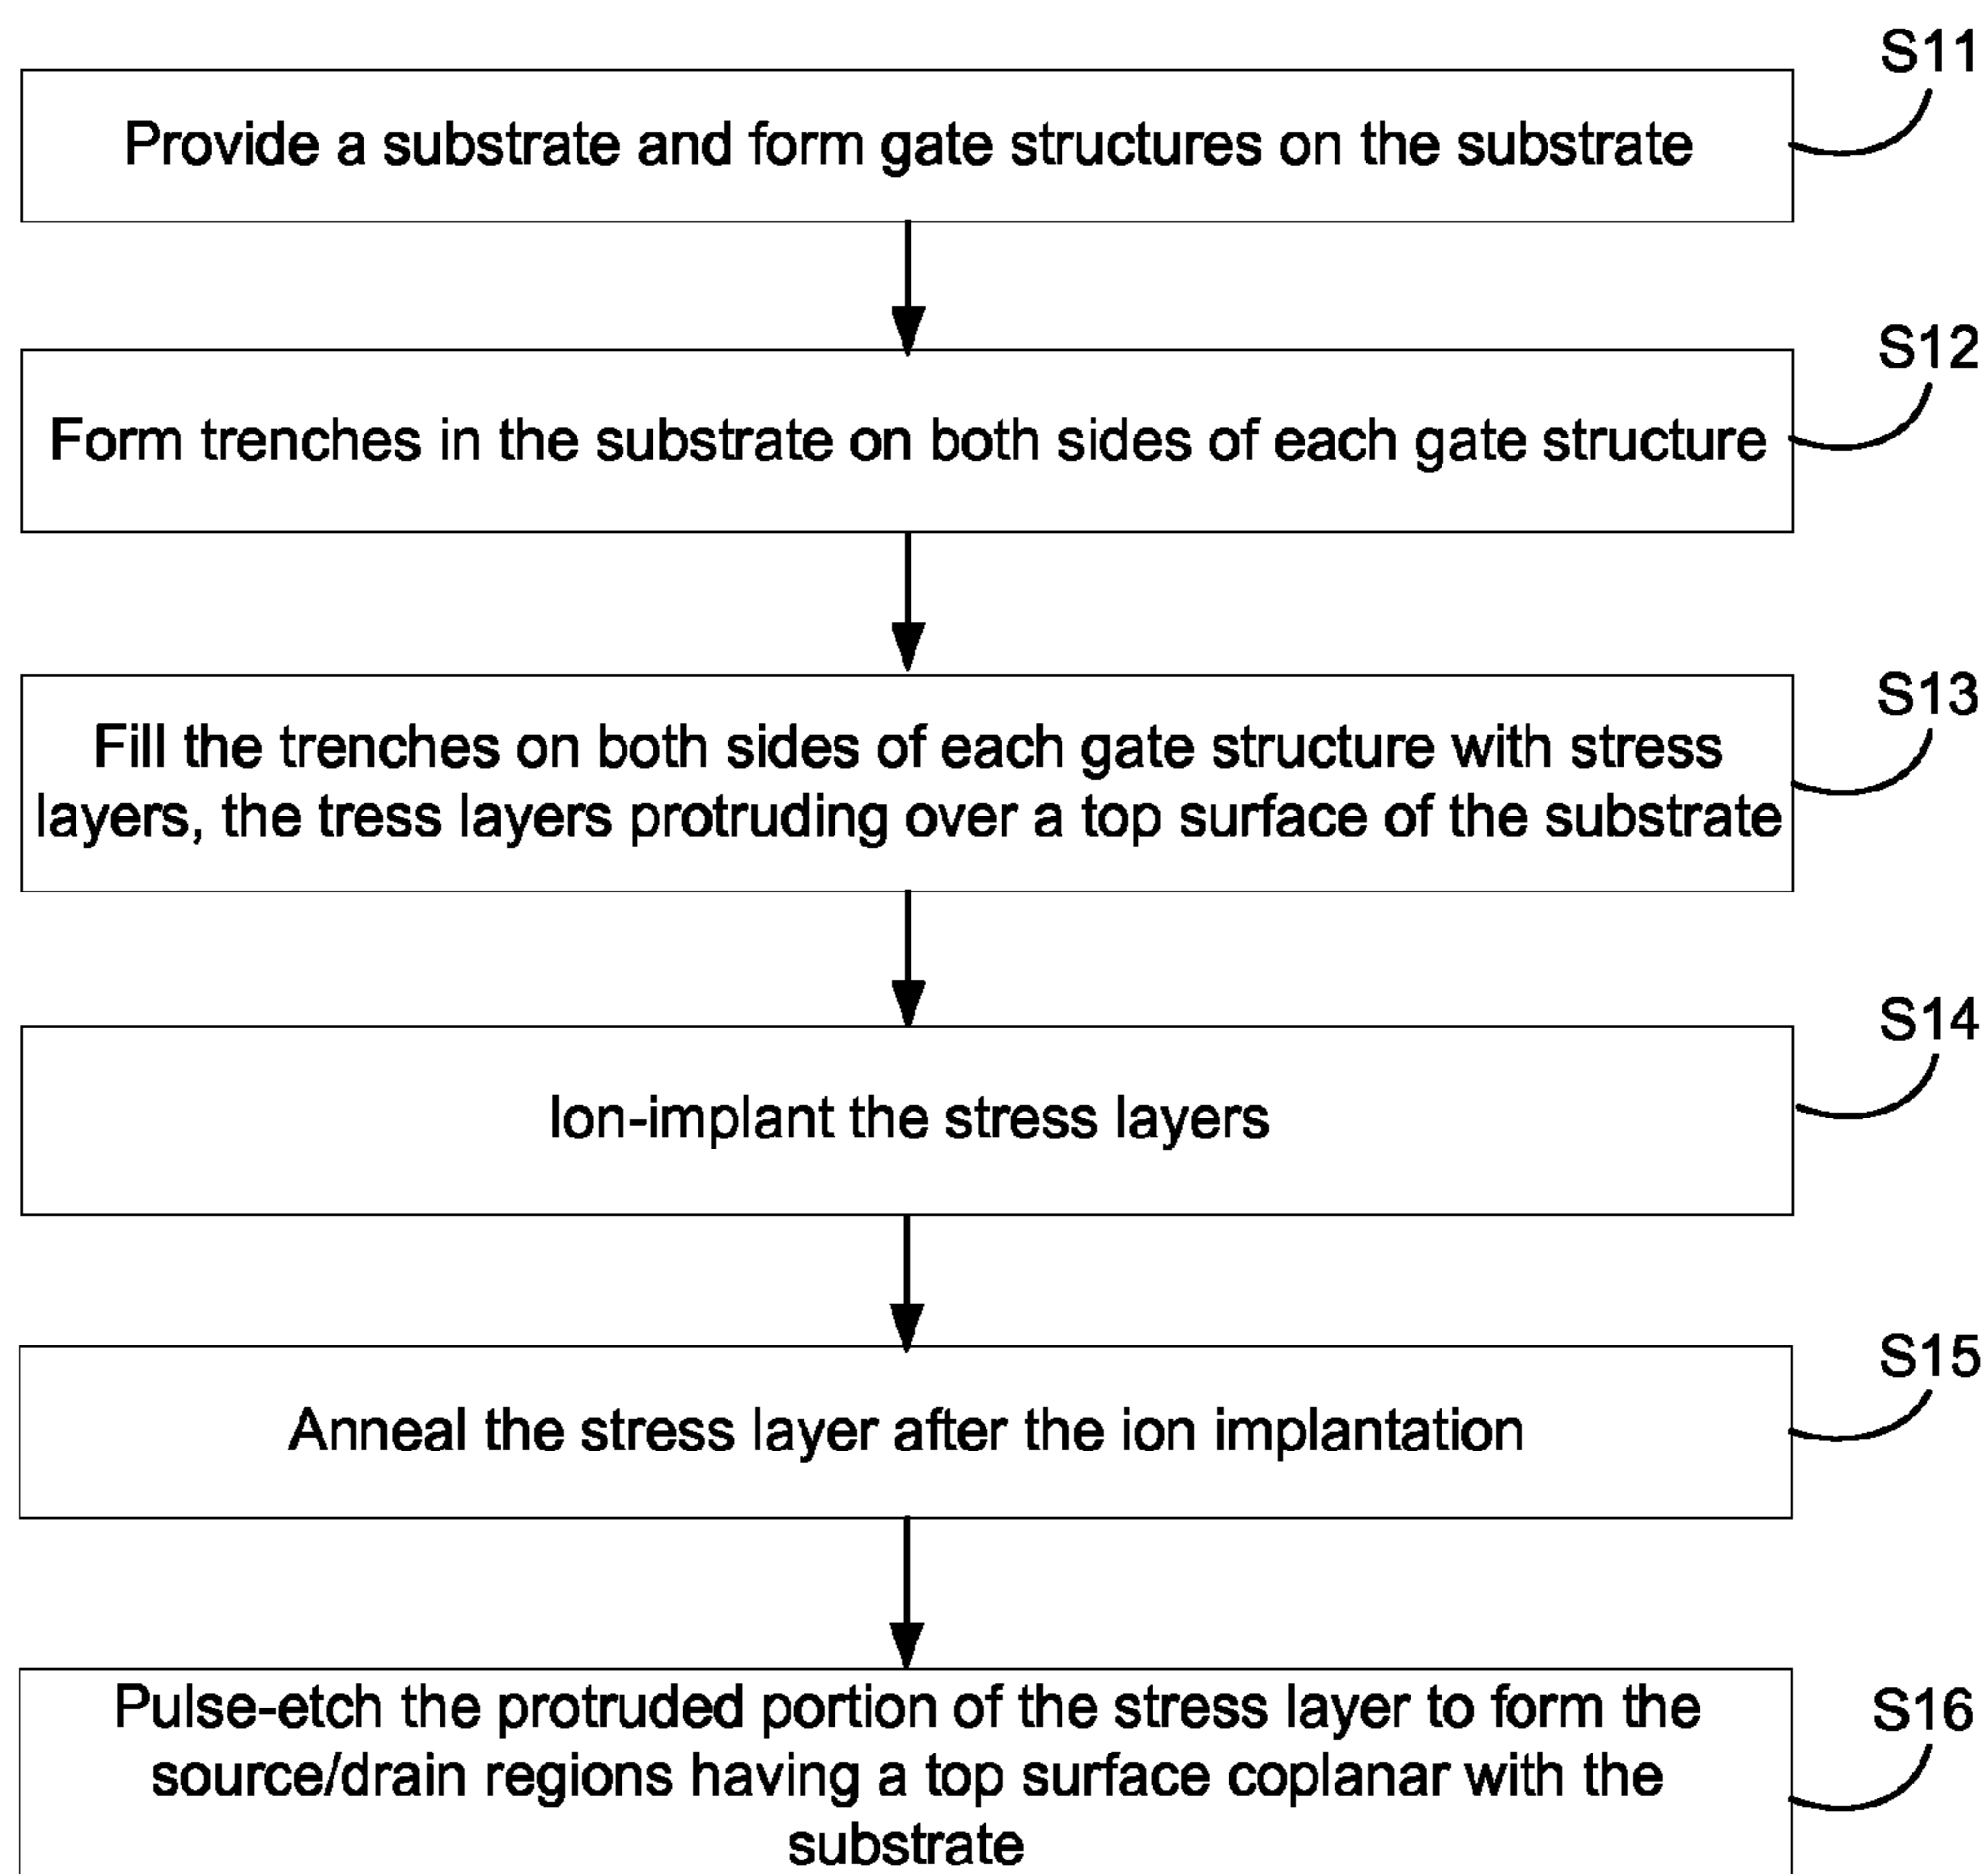 S11
Provide a substrate and form gate structures on the substrate
S12
Form trenches in the substrate on both sides of each gate structure
S13
Fill the trenches on both sides of each gate structure with stress
layers, the tress layers protruding over a top surface of the substrate
S14
Ion-implant the stress layers
S15
Anneal the stress layer after the ion implantation
S16
Pulse-etch the protruded portion of the stress layer to form the
source/drain regions having a top surface coplanar with the
substrate